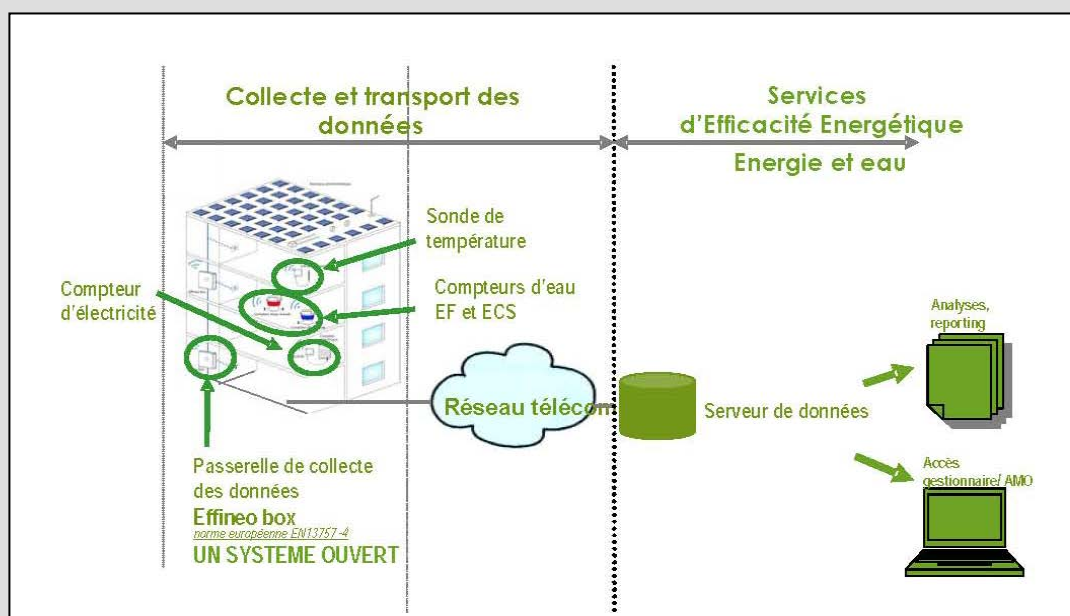 Collecte et transport des
données
Services
d'Efficacité Energétique
Energie et eau
Sonde de
température
Compteur
d'électricité
Compteurs d'eau
EF et ECS
Analyses,
reporting
Réseau télécom
Serveur de données
Passerelle de collecte
des données
Effineo box
norme européenne EN13757-4
UN SYSTEME OUVERT
Accès
gestionnaire/ AMO